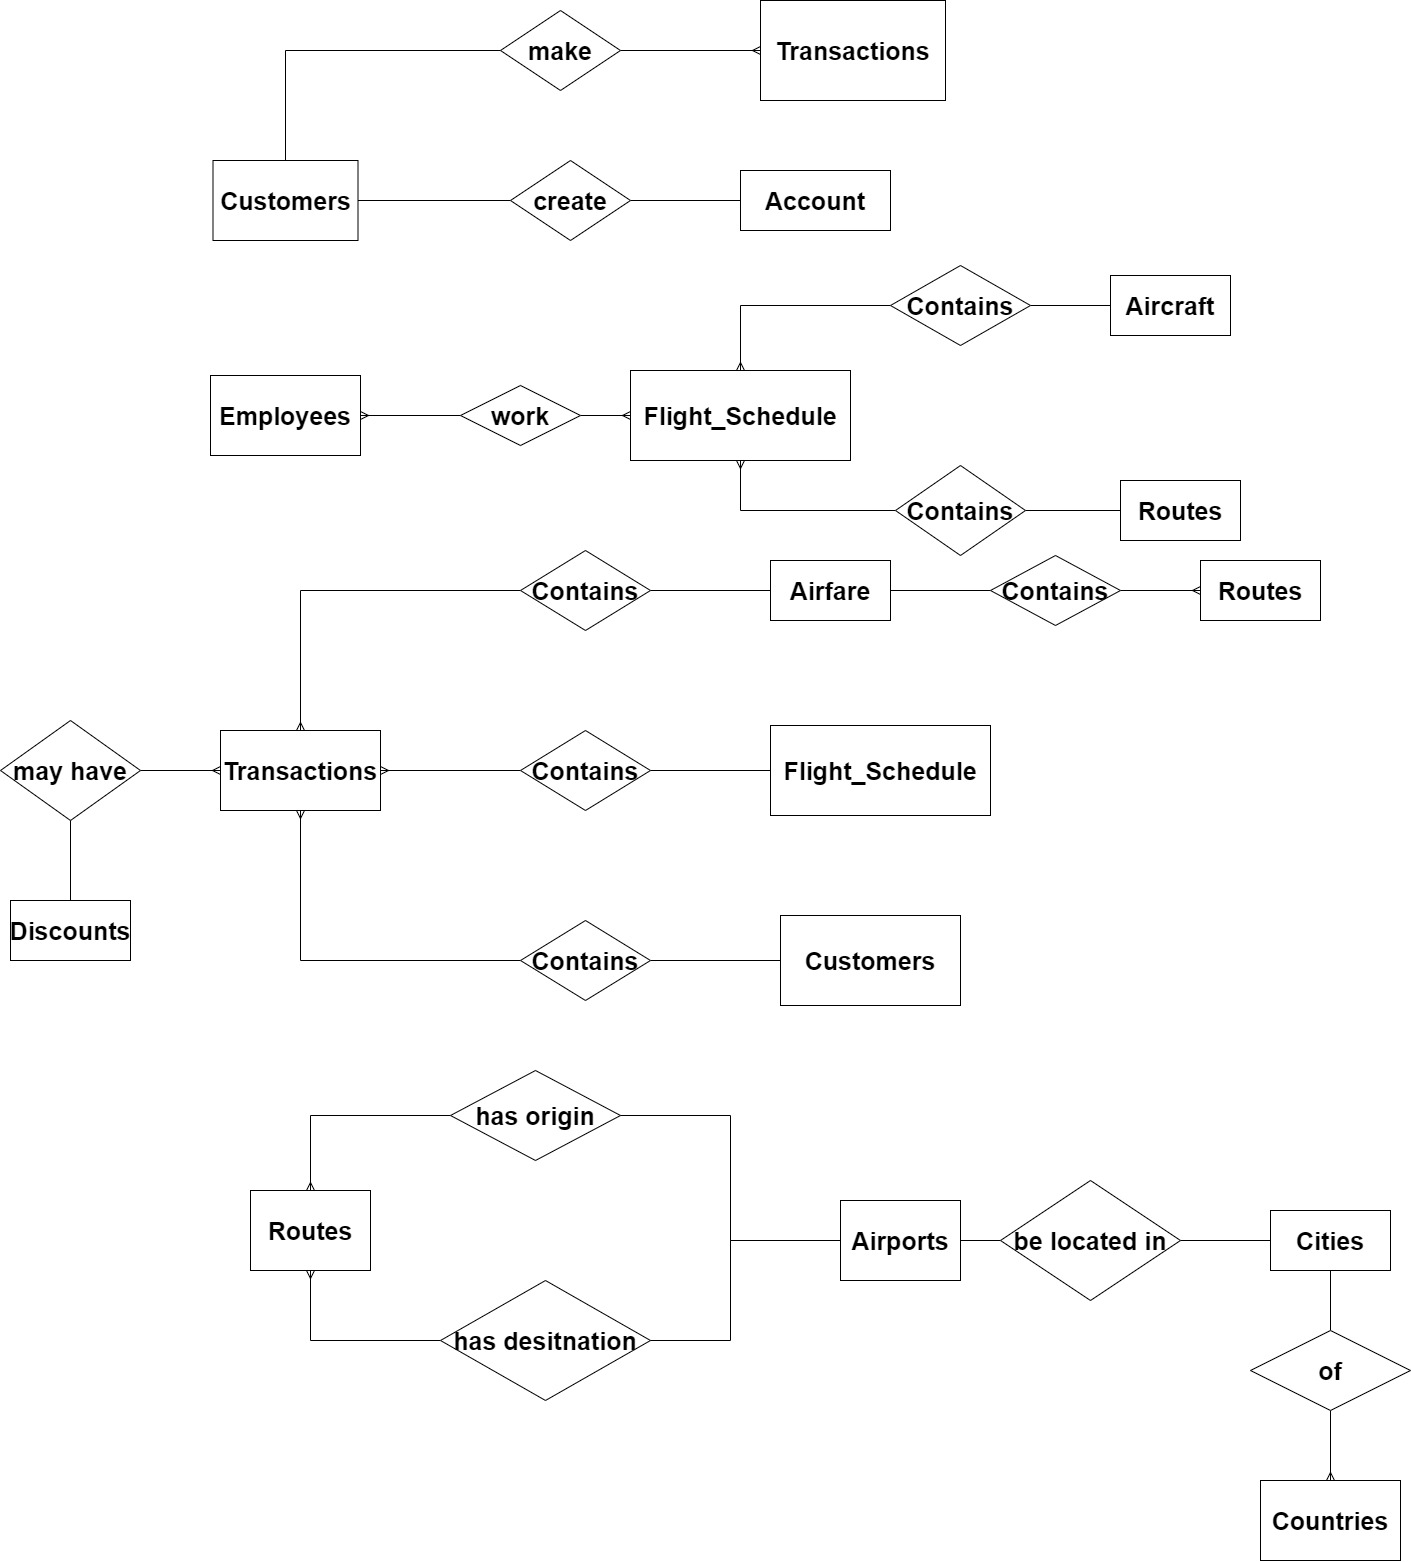 make
Transactions
Customers
create
Account
Contains
Aircraft
Employees
work
Flight_Schedule
Contains
Routes
Contains
Airfare
Contains
Routes
may have
Transactions
Contains
Flight_Schedule
Discounts
Contains
Customers
has origin
Routes
Airports
be located in
Cities
has desitnation
of
Countries